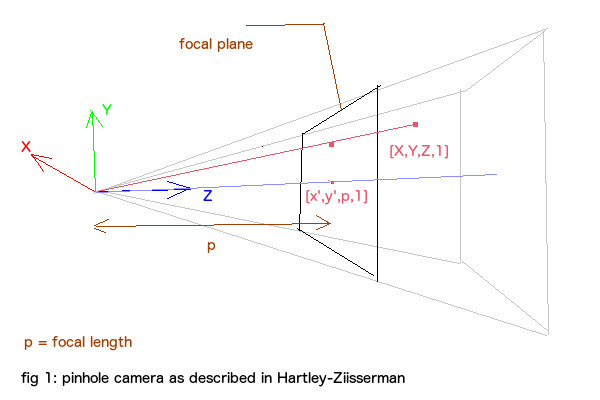 focal plane
Y
X
[X,Y,Z,1]
Z
[x',y',p,1]
p
p = focal length
fig 1: pinhole camera as described in Hartley-Ziisserman